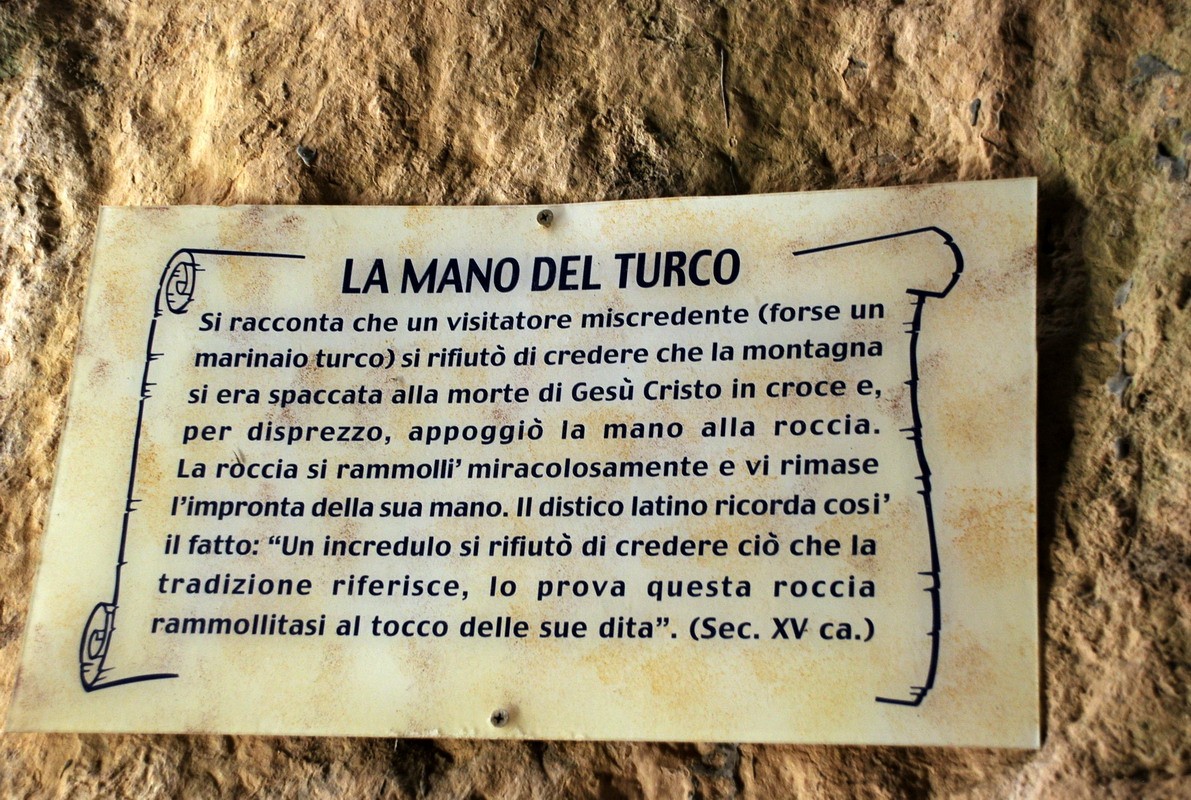 LA MANO DEL TURCO
Si racconta che un visitatore miscredente (forse un
marinaio turco) si rifiutò di credere che la montagna
si era spaccata alla morte di Gesù Cristo in croce e,
per disprezzo, appoggiò la mano alla roccia.
La roccia si rammolli' miracolosamente e vi rimase
l'impronta della sua mano. Il distico latino ricorda cosi'
il fatto: “Un incredulo si rifiutò di credere ciò che la
tradizione riferisce, lo prova questa roccia
rammollitasi al tocco delle sue dita”. (Sec. XV ca.)